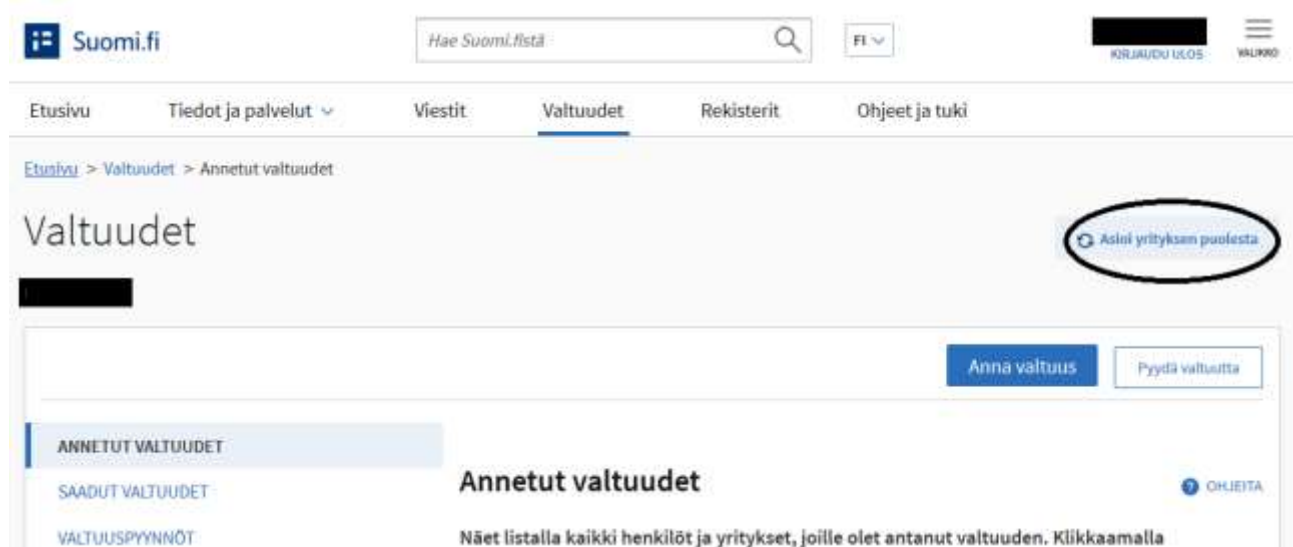 Suomi.fi
Hae Suomi.fistä
FI
KIRJAUDU ULOS
VALIKKO
Etusivu Tiedot ja palvelut Viestit Valtuudet Rekisterit Ohjeet ja tuki
Etusivu > Valtuudet > Annetut valtuudet
Valtuudet
Asioi yrityksen puolesta
Anna valtuus Pyydä valtuutta
ANNETUT VALTUUDET
SAADUT VALTUUDET
VALTUUSPYYNNÖT
Annetut valtuudet
OHJEITA
Näet listalla kaikki henkilöt ja yritykset, joille olet antanut valtuuden. Klikkaamalla